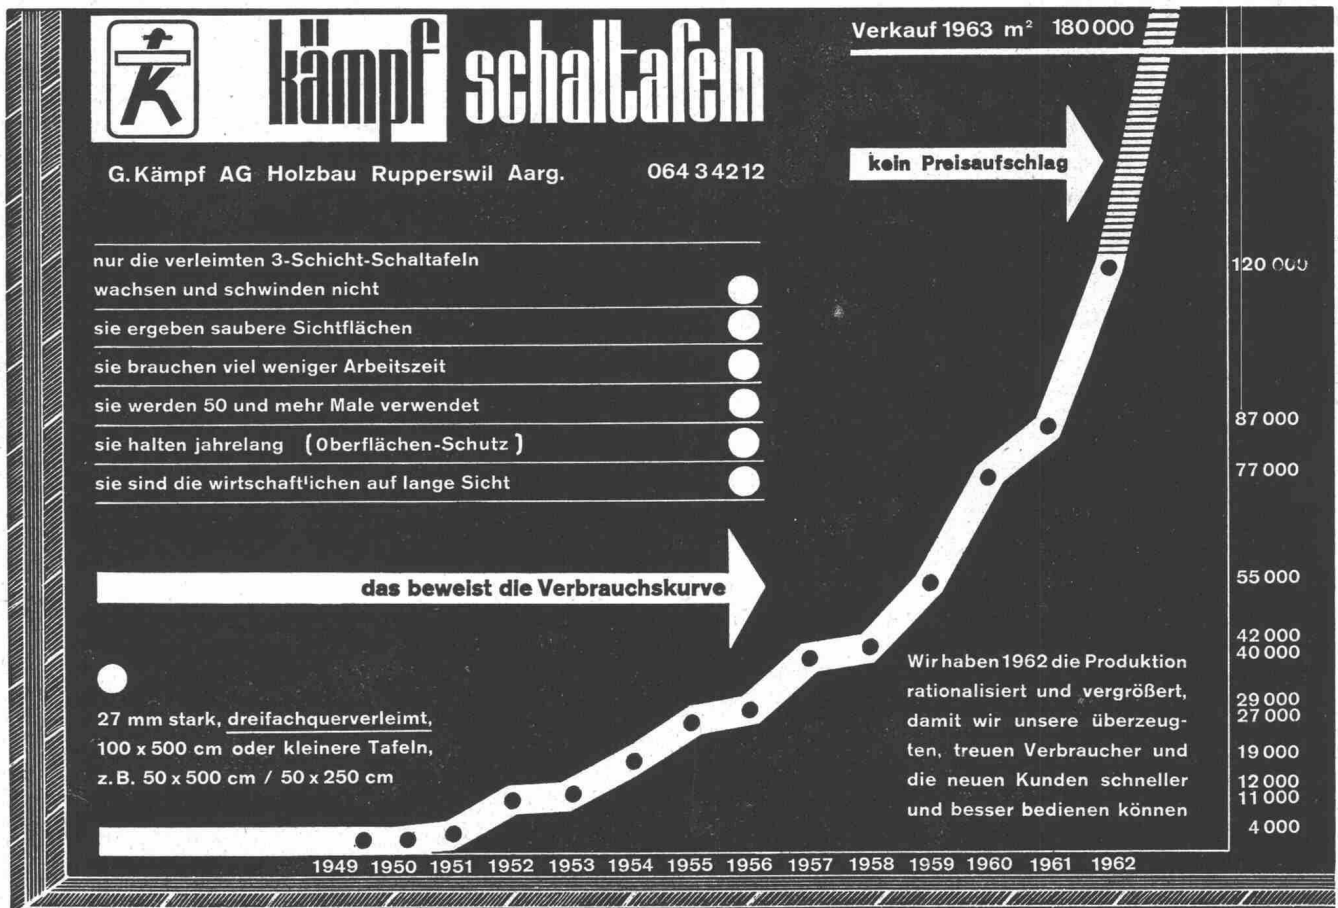 kämpf schaltafeln
G. Kämpf AG Holzbau Rupperswil Aarg. 064 3 42 12
nur die verleimten 3-Schicht-Schaltafeln
wachsen und schwinden nicht
sie ergeben saubere Sichtflächen
sie brauchen viel weniger Arbeitszeit
sie werden 50 und mehr Male verwendet
sie halten jahrelang (Oberflächen-Schutz)
sie sind die wirtschaftlichen auf lange Sicht
das beweist die Verbrauchskurve
27 mm stark, dreifachquerverleimt,
100 x 500 cm oder kleinere Tafeln,
z.B. 50 x 500 cm / 50 x 250 cm
Verkauf 1963 m² 180 000
kein Preisaufschlag
120 000
87 000
77 000
55 000
42 000
40 000
29 000
27 000
19 000
12 000
11 000
4 000
Wir haben 1962 die Produktion
rationalisiert und vergrößert,
damit wir unsere überzeug-
ten, treuen Verbraucher und
die neuen Kunden schneller
und besser bedienen können
1949 1950 1951 1952 1953 1954 1955 1956 1957 1958 1959 1960 1961 1962